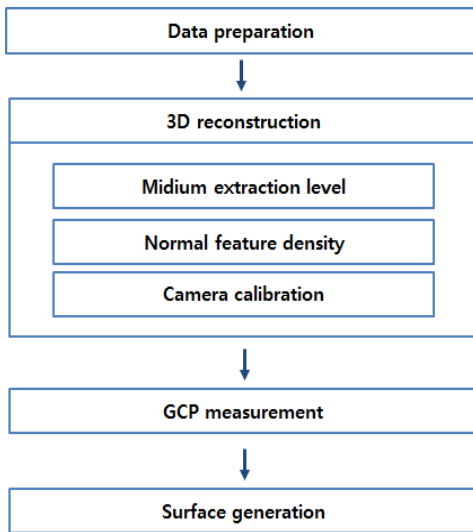 Data preparation
3D reconstruction
Midium extraction level
Normal feature density
Camera calibration
GCP measurement
Surface generation